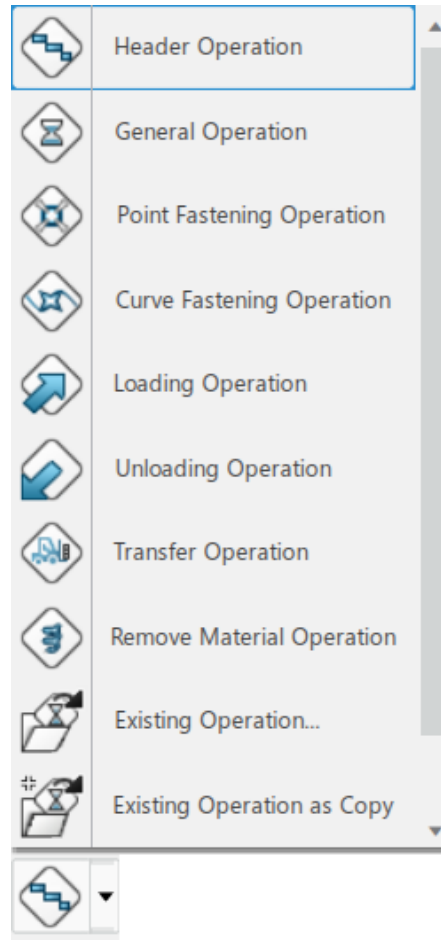 Header Operation
General Operation
Point Fastening Operation
Curve Fastening Operation
Loading Operation
Unloading Operation
Transfer Operation
Remove Material Operation
Existing Operation...
Existing Operation as Copy